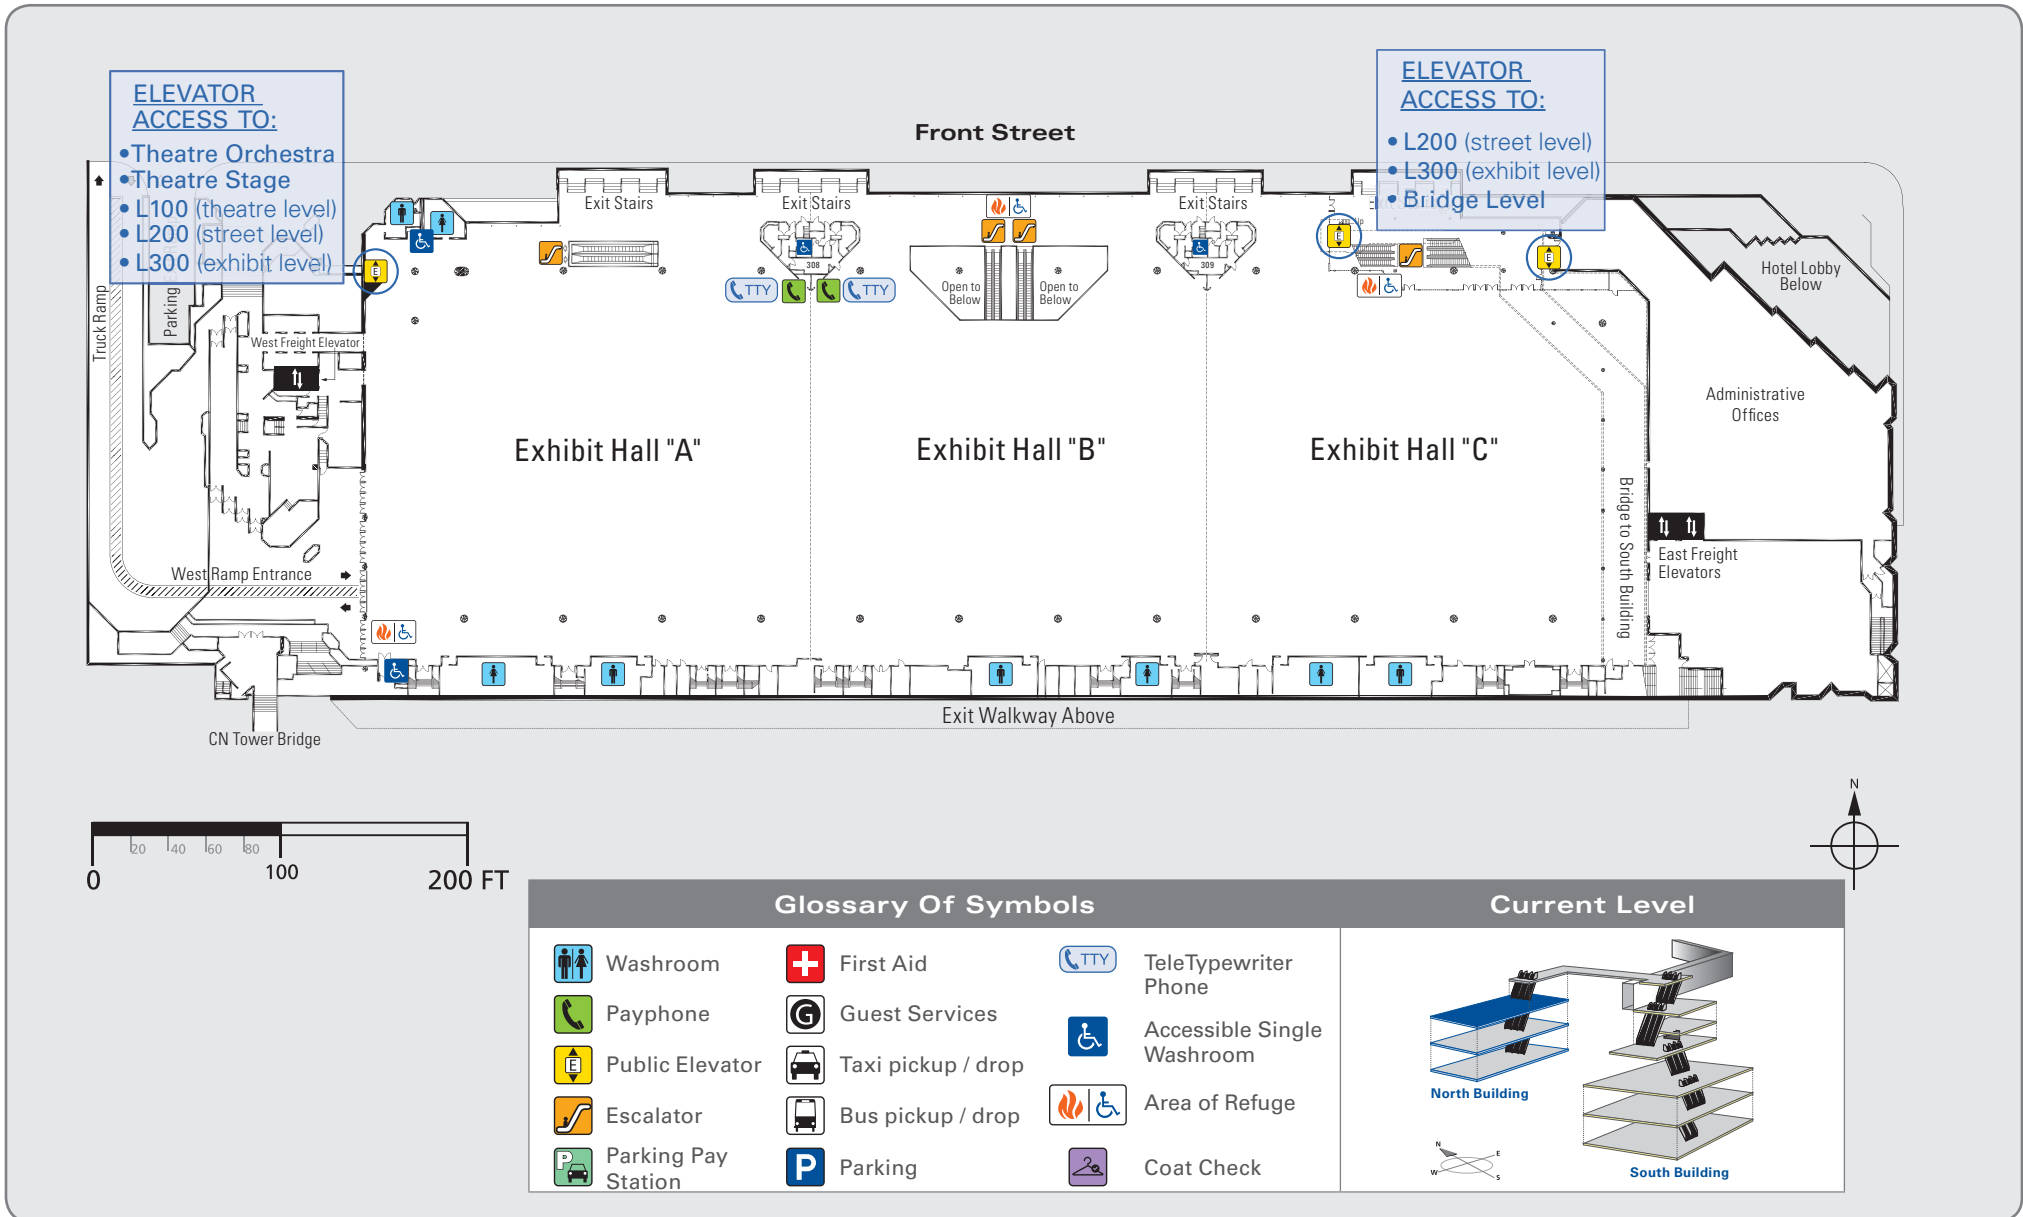 ELEVATOR
ACCESS TO:
•Theatre Orchestra
•Theatre Stage
• L100 (theatre level)
• L200 (street level)
• L300 (exhibit level)
ELEVATOR
ACCESS TO:
• L200 (street level)
• L300 (exhibit level)
• Bridge Level
Front Street
Exit Stairs
Exit Stairs
Exit Stairs
308
309
Up
E
E
E
TTY
TTY
Open to
Below
Open to
Below
Hotel Lobby
Below
Truck Ramp
Parking
West Freight Elevator
Administrative
Offices
Exhibit Hall "A"
Exhibit Hall "B"
Exhibit Hall "C"
Bridge to South Building
East Freight
Elevators
West Ramp Entrance
Exit Walkway Above
CN Tower Bridge
N
20
40
60
80
0
100
200 FT
Glossary Of Symbols
Washroom
Payphone
E
Public Elevator
Escalator
P
Parking Pay
Station
First Aid
G
Guest Services
Taxi pickup / drop
Bus pickup / drop
P
Parking
TTY
TeleTypewriter
Phone
Accessible Single
Washroom
Area of Refuge
Coat Check
Current Level
North Building
South Building
N
E
W
S